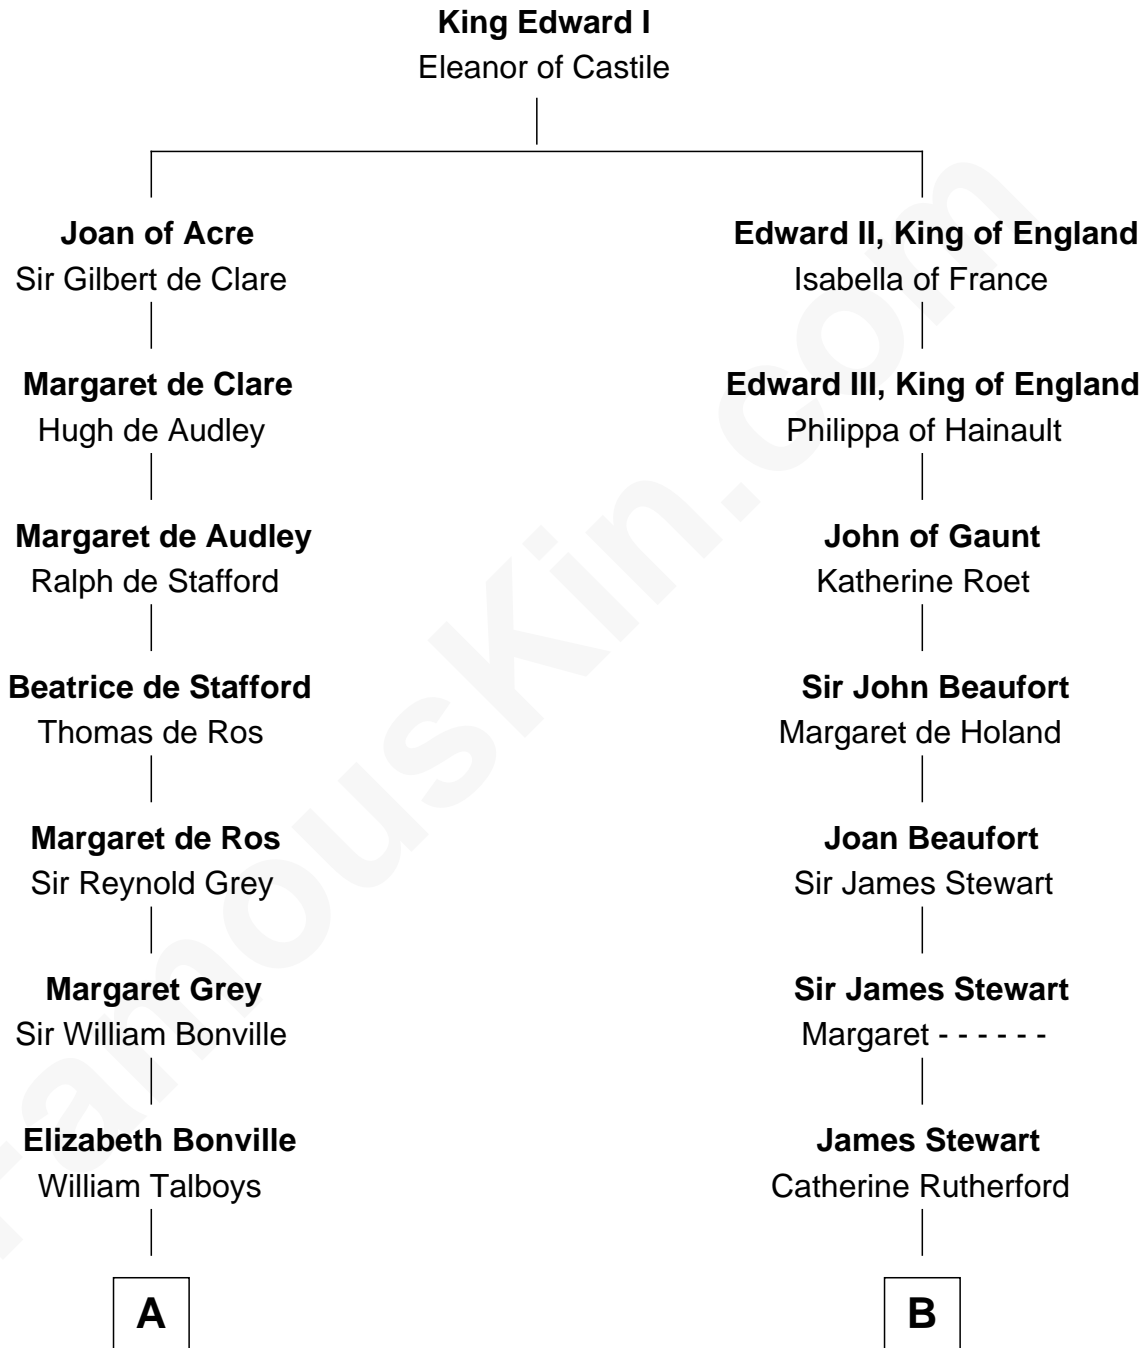 King Edward I
Eleanor of Castile
Joan of Acre
Sir Gilbert de Clare
Margaret de Clare
Hugh de Audley
Margaret de Audley
Ralph de Stafford
Beatrice de Stafford
Thomas de Ros
Margaret de Ros
Sir Reynold Grey
Margaret Grey
Sir William Bonville
Elizabeth Bonville
William Talboys
A
Edward II, King of England
Isabella of France
Edward III, King of England
Philippa of Hainault
John of Gaunt
Katherine Roet
Sir John Beaufort
Margaret de Holand
Joan Beaufort
Sir James Stewart
Sir James Stewart
Margaret - - - - - -
James Stewart
Catherine Rutherford
B
FamousKin.com